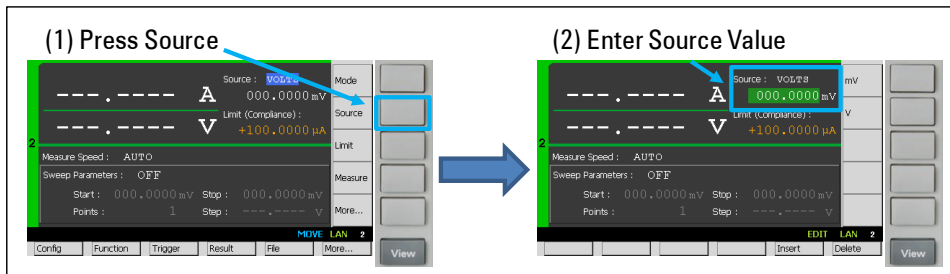 (1) Press Source
Source : VOLTS
---.---- A 000.0000 mV
Limit (Compliance) :
---.---- V +100.0000 µA
2
Measure Speed : AUTO
Sweep Parameters : OFF
Start : 000.0000 mV Stop : 000.0000 mV
Points : 1 Step : ---.---- V
MOVE LAN 2
Mode
Source
Limit
Measure
More...
Config Function Trigger Result File More...
View
(2) Enter Source Value
Source : VOLTS
---.---- A 000.0000 mV
Limit (Compliance) :
---.---- V +100.0000 µA
2
Measure Speed : AUTO
Sweep Parameters : OFF
Start : 000.0000 mV Stop : 000.0000 mV
Points : 1 Step : ---.---- V
EDIT LAN 2
mV
V
Insert Delete
View